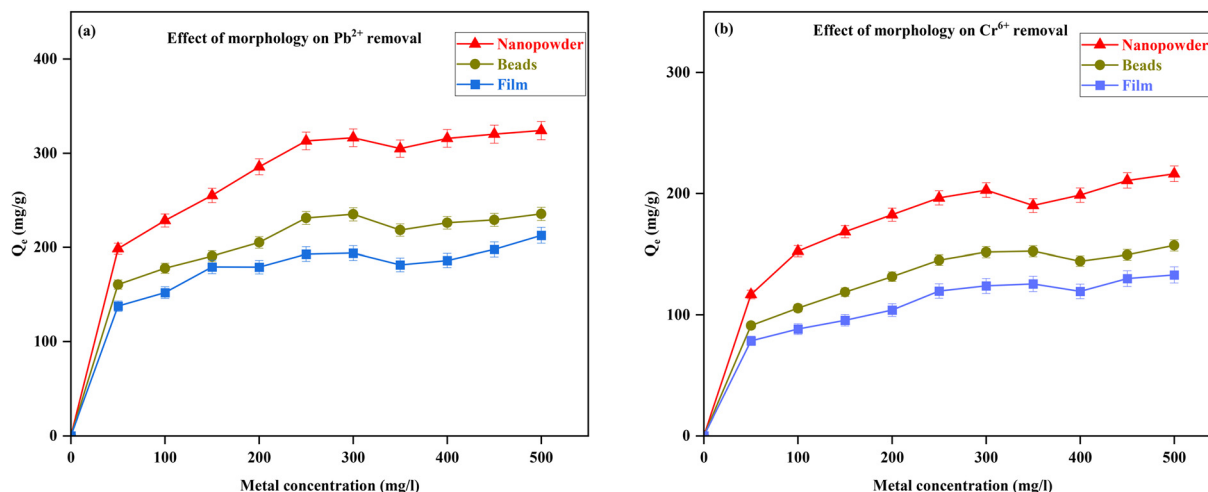 (a)
Effect of morphology on Pb²⁺ removal
Nanopowder
Beads
Film
400
300
200
100
0
Qₑ (mg/g)
0 100 200 300 400 500
Metal concentration (mg/l)
(b)
Effect of morphology on Cr⁶⁺ removal
Nanopowder
Beads
Film
300
200
100
0
Qₑ (mg/g)
0 100 200 300 400 500
Metal concentration (mg/l)